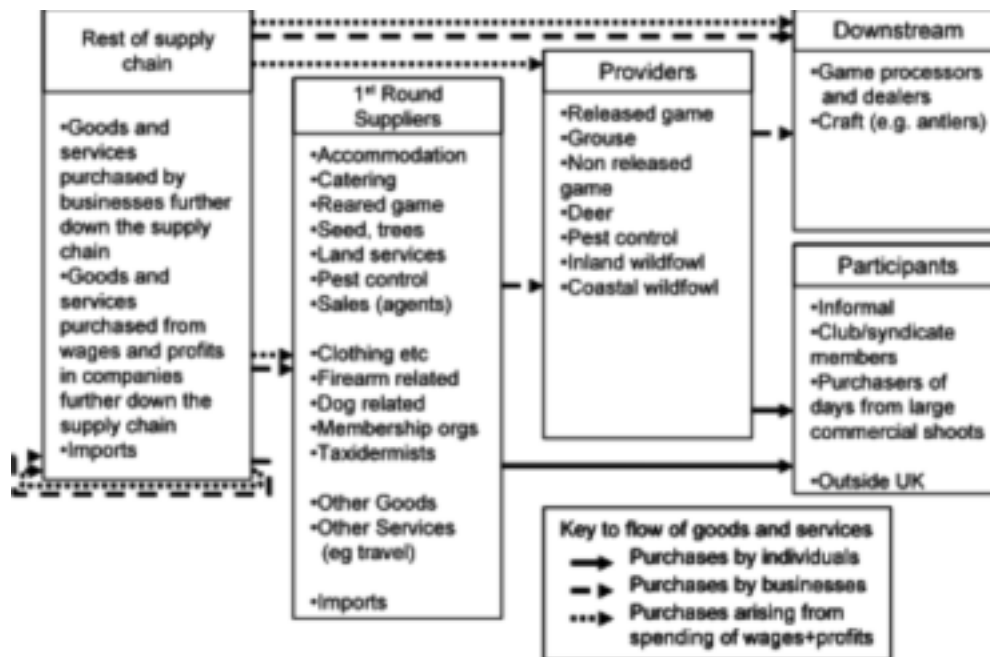 Rest of supply
chain
•Goods and
services
purchased by
businesses further
down the supply
chain
•Goods and
services
purchased from
wages and profits
in companies
further down the
supply chain
•Imports
1st Round
Suppliers
•Accommodation
•Catering
•Reared game
•Seed, trees
•Land services
•Pest control
•Sales (agents)
•Clothing etc
•Firearm related
•Dog related
•Membership orgs
•Taxidermists
•Other Goods
•Other Services
(eg travel)
•Imports
Providers
•Released game
•Grouse
•Non released
game
•Deer
•Pest control
•Inland wildfowl
•Coastal wildfowl
Downstream
•Game processors
and dealers
•Craft (e.g. antlers)
Participants
•Informal
•Club/syndicate
members
•Purchasers of
days from large
commercial shoots
•Outside UK
Key to flow of goods and services
Purchases by individuals
Purchases by businesses
Purchases arising from
spending of wages+profits